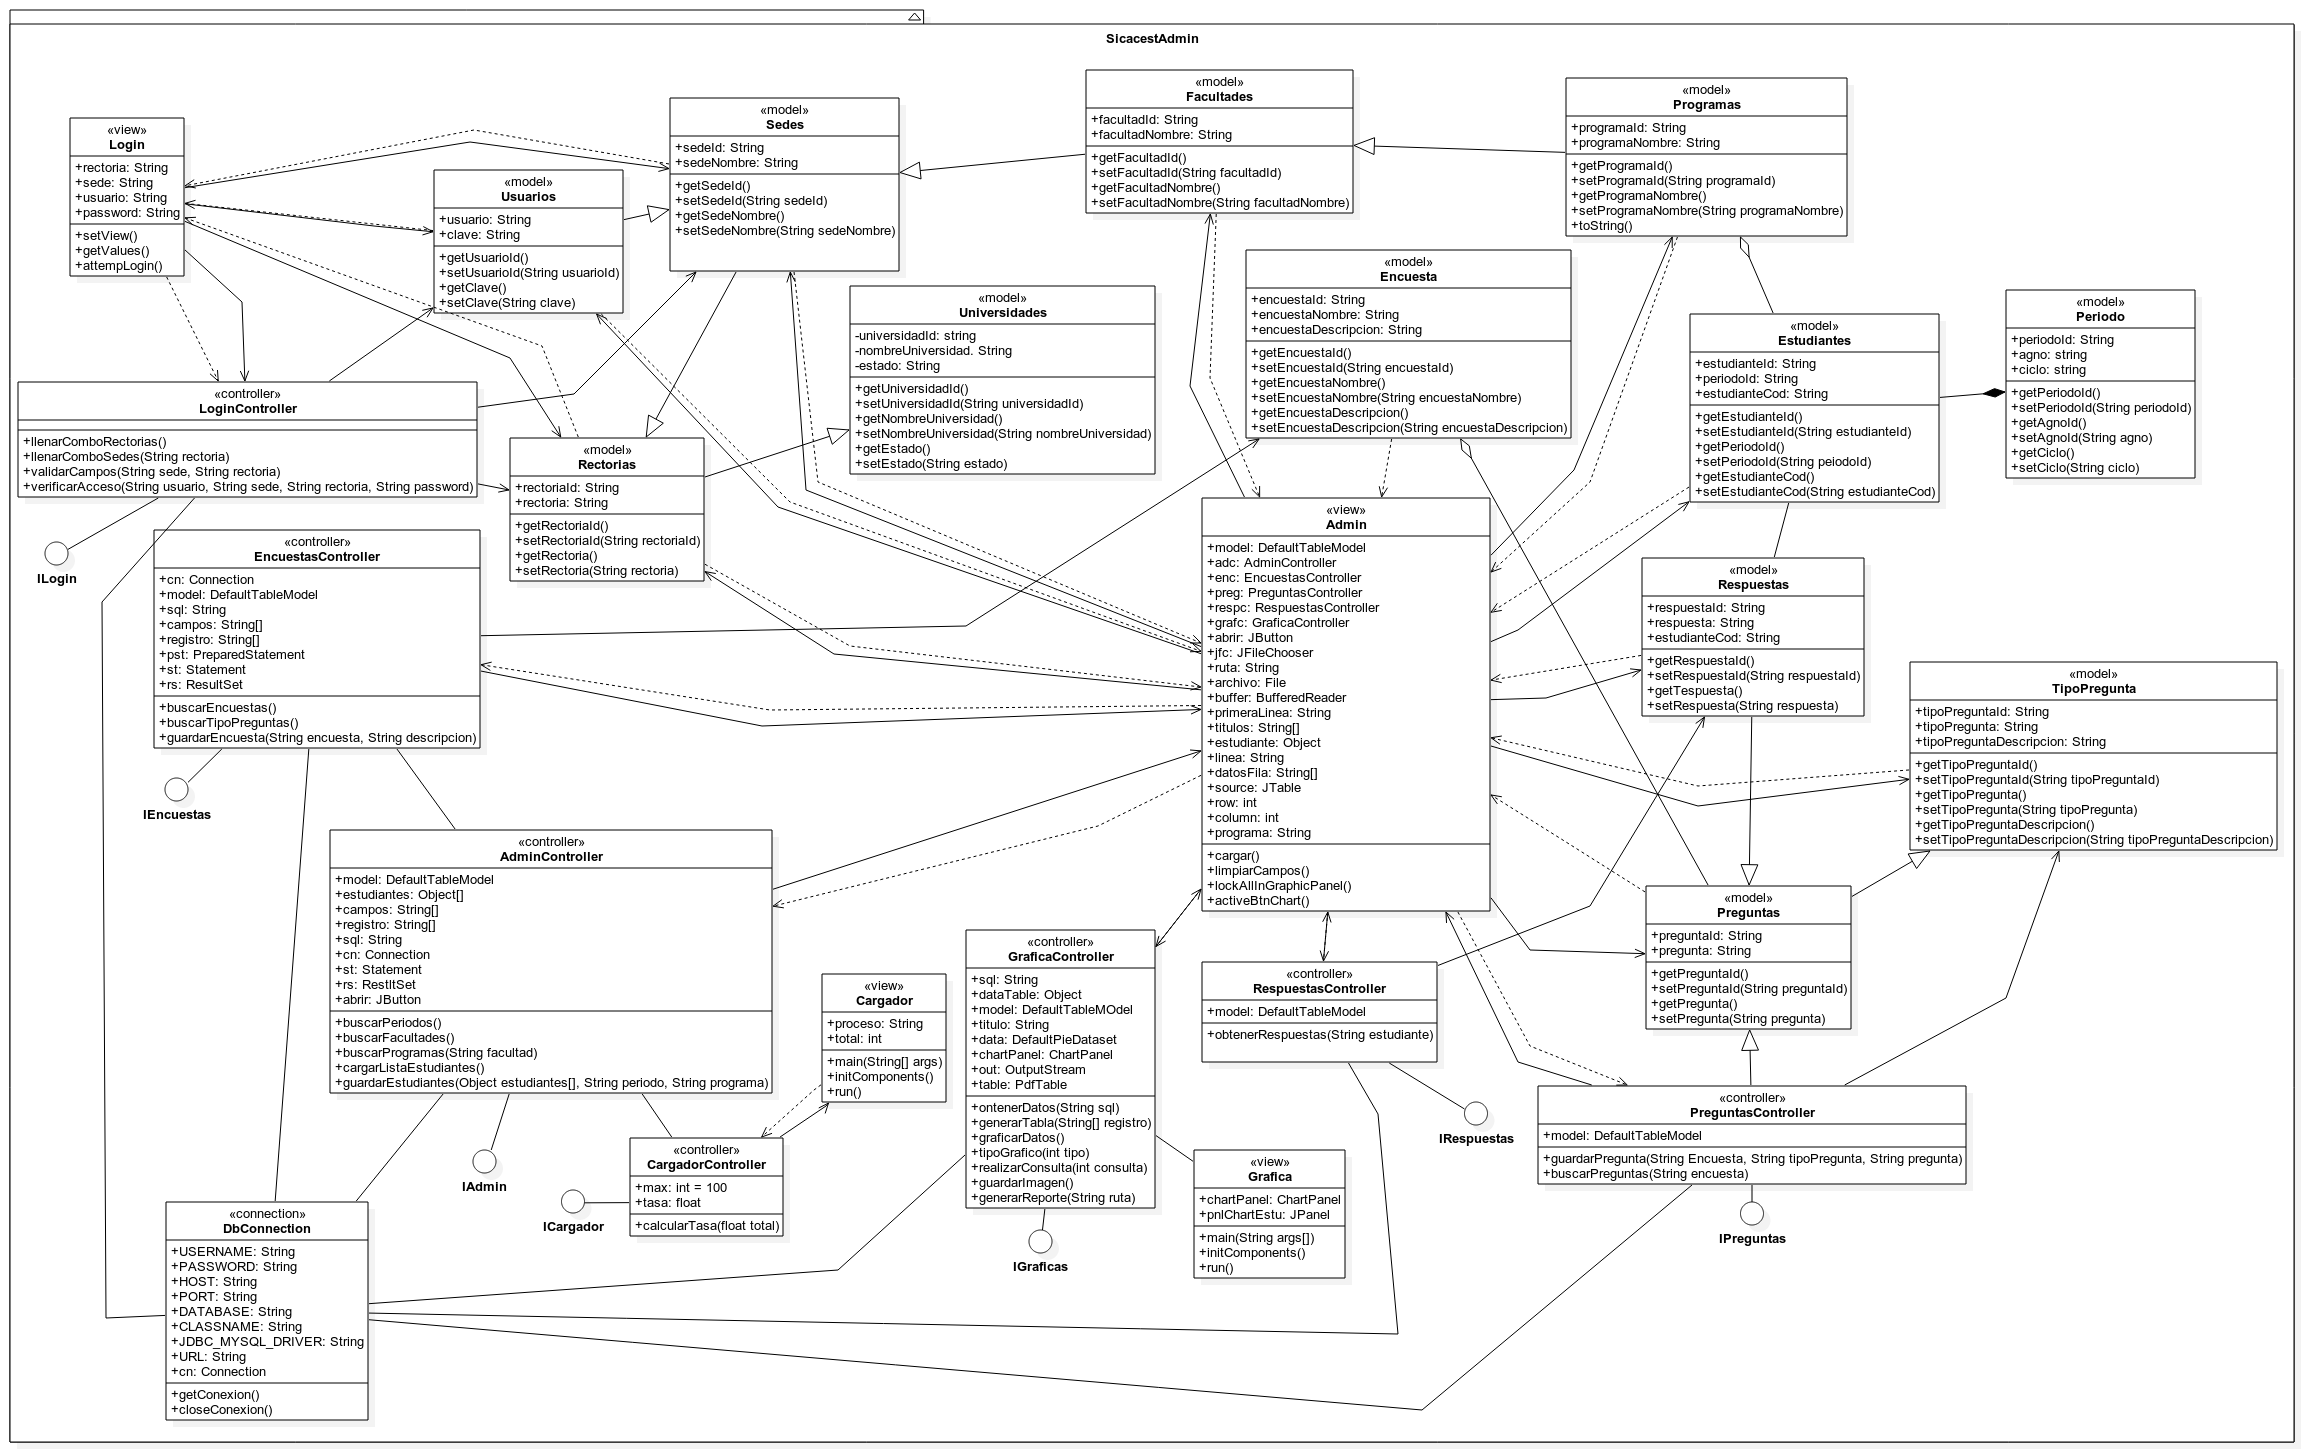 SicacestAdmin
«view»
Login
+rectoria: String
+sede: String
+usuario: String
+password: String
+setView()
+getValues()
+attempLogin()
«model»
Usuarios
+usuario: String
+clave: String
+getUsuarioId()
+setUsuarioId(String usuarioId)
+getClave()
+setClave(String clave)
«model»
Sedes
+sedeId: String
+sedeNombre: String
+getSedeId()
+setSedeId(String sedeId)
+getSedeNombre()
+setSedeNombre(String sedeNombre)
«model»
Facultades
+facultadId: String
+facultadNombre: String
+getFacultadId()
+setFacultadId(String facultadId)
+getFacultadNombre()
+setFacultadNombre(String facultadNombre)
«model»
Programas
+programaId: String
+programaNombre: String
+getProgramaId()
+setProgramaId(String programaId)
+getProgramaNombre()
+setProgramaNombre(String programaNombre)
+toString()
«model»
Universidades
-universidadId: string
-nombreUniversidad. String
-estado: String
+getUniversidadId()
+setUniversidadId(String universidadId)
+getNombreUniversidad()
+setNombreUniversidad(String nombreUniversidad)
+getEstado()
+setEstado(String estado)
«model»
Encuesta
+encuestaId: String
+encuestaNombre: String
+encuestaDescripcion: String
+getEncuestaId()
+setEncuestaId(String encuestaId)
+getEncuestaNombre()
+setEncuestaNombre(String encuestaNombre)
+getEncuestaDescripcion()
+setEncuestaDescripcion(String encuestaDescripcion)
«model»
Estudiantes
+estudianteId: String
+periodoId: String
+estudianteCod: String
+getEstudianteId()
+setEstudianteId(String estudianteId)
+getPeriodoId()
+setPeriodoId(String peiodoId)
+getEstudianteCod()
+setEstudianteCod(String estudianteCod)
«model»
Periodo
+periodoId: String
+agno: string
+ciclo: string
+getPeriodoId()
+setPeriodoId(String periodoId)
+getAgnoId()
+setAgnoId(String agno)
+getCiclo()
+setCiclo(String ciclo)
«controller»
LoginController
+llenarComboRectorias()
+llenarComboSedes(String rectoria)
+validarCampos(String sede, String rectoria)
+verificarAcceso(String usuario, String sede, String rectoria, String password)
ILogin
«model»
Rectorias
+rectoriaId: String
+rectoria: String
+getRectoriaId()
+setRectoriaId(String rectoriaId)
+getRectoria()
+setRectoria(String rectoria)
«controller»
EncuestasController
+cn: Connection
+model: DefaultTableModel
+sql: String
+campos: String[]
+registro: String[]
+pst: PreparedStatement
+st: Statement
+rs: ResultSet
+buscarEncuestas()
+buscarTipoPreguntas()
+guardarEncuesta(String encuesta, String descripcion)
IEncuestas
«view»
Admin
+model: DefaultTableModel
+adc: AdminController
+enc: EncuestasController
+preg: PreguntasController
+respc: RespuestasController
+grafc: GraficaController
+abrir: JButton
+jfc: JFileChooser
+ruta: String
+archivo: File
+buffer: BufferedReader
+primeraLinea: String
+titulos: String[]
+estudiante: Object
+linea: String
+datosFila: String[]
+source: JTable
+row: int
+column: int
+programa: String
+cargar()
+limpiarCampos()
+lockAllInGraphicPanel()
+activeBtnChart()
«model»
Respuestas
+respuestaId: String
+respuesta: String
+estudianteCod: String
+getRespuestaId()
+setRespuestaId(String respuestaId)
+getTespuesta()
+setRespuesta(String respuesta)
«model»
TipoPregunta
+tipoPreguntaId: String
+tipoPregunta: String
+tipoPreguntaDescripcion: String
+getTipoPreguntaId()
+setTipoPreguntaId(String tipoPreguntaId)
+getTipoPregunta()
+setTipoPregunta(String tipoPregunta)
+getTipoPreguntaDescripcion()
+setTipoPreguntaDescripcion(String tipoPreguntaDescripcion)
«controller»
AdminController
+model: DefaultTableModel
+estudiantes: Object[]
+campos: String[]
+registro: String[]
+sql: String
+cn: Connection
+st: Statement
+rs: RestltSet
+abrir: JButton
+buscarPeriodos()
+buscarFacultades()
+buscarProgramas(String facultad)
+cargarListaEstudiantes()
+guardarEstudiantes(Object estudiantes[], String periodo, String programa)
IAdmin
«view»
Cargador
+proceso: String
+total: int
+main(String[] args)
+initComponents()
+run()
«controller»
CargadorController
+max: int = 100
+tasa: float
+calcularTasa(float total)
ICargador
«controller»
GraficaController
+sql: String
+dataTable: Object
+model: DefaultTableMOdel
+titulo: String
+data: DefaultPieDataset
+chartPanel: ChartPanel
+out: OutputStream
+table: PdfTable
+ontenerDatos(String sql)
+generarTabla(String[] registro)
+graficarDatos()
+tipoGrafico(int tipo)
+realizarConsulta(int consulta)
+guardarImagen()
+generarReporte(String ruta)
IGraficas
«controller»
RespuestasController
+model: DefaultTableModel
+obtenerRespuestas(String estudiante)
IRespuestas
«model»
Preguntas
+preguntaId: String
+pregunta: String
+getPreguntaId()
+setPreguntaId(String preguntaId)
+getPregunta()
+setPregunta(String pregunta)
«controller»
PreguntasController
+model: DefaultTableModel
+guardarPregunta(String Encuesta, String tipoPregunta, String pregunta)
+buscarPreguntas(String encuesta)
IPreguntas
«view»
Grafica
+chartPanel: ChartPanel
+pnlChartEstu: JPanel
+main(String args[])
+initComponents()
+run()
«connection»
DbConnection
+USERNAME: String
+PASSWORD: String
+HOST: String
+PORT: String
+DATABASE: String
+CLASSNAME: String
+JDBC_MYSQL_DRIVER: String
+URL: String
+cn: Connection
+getConexion()
+closeConexion()